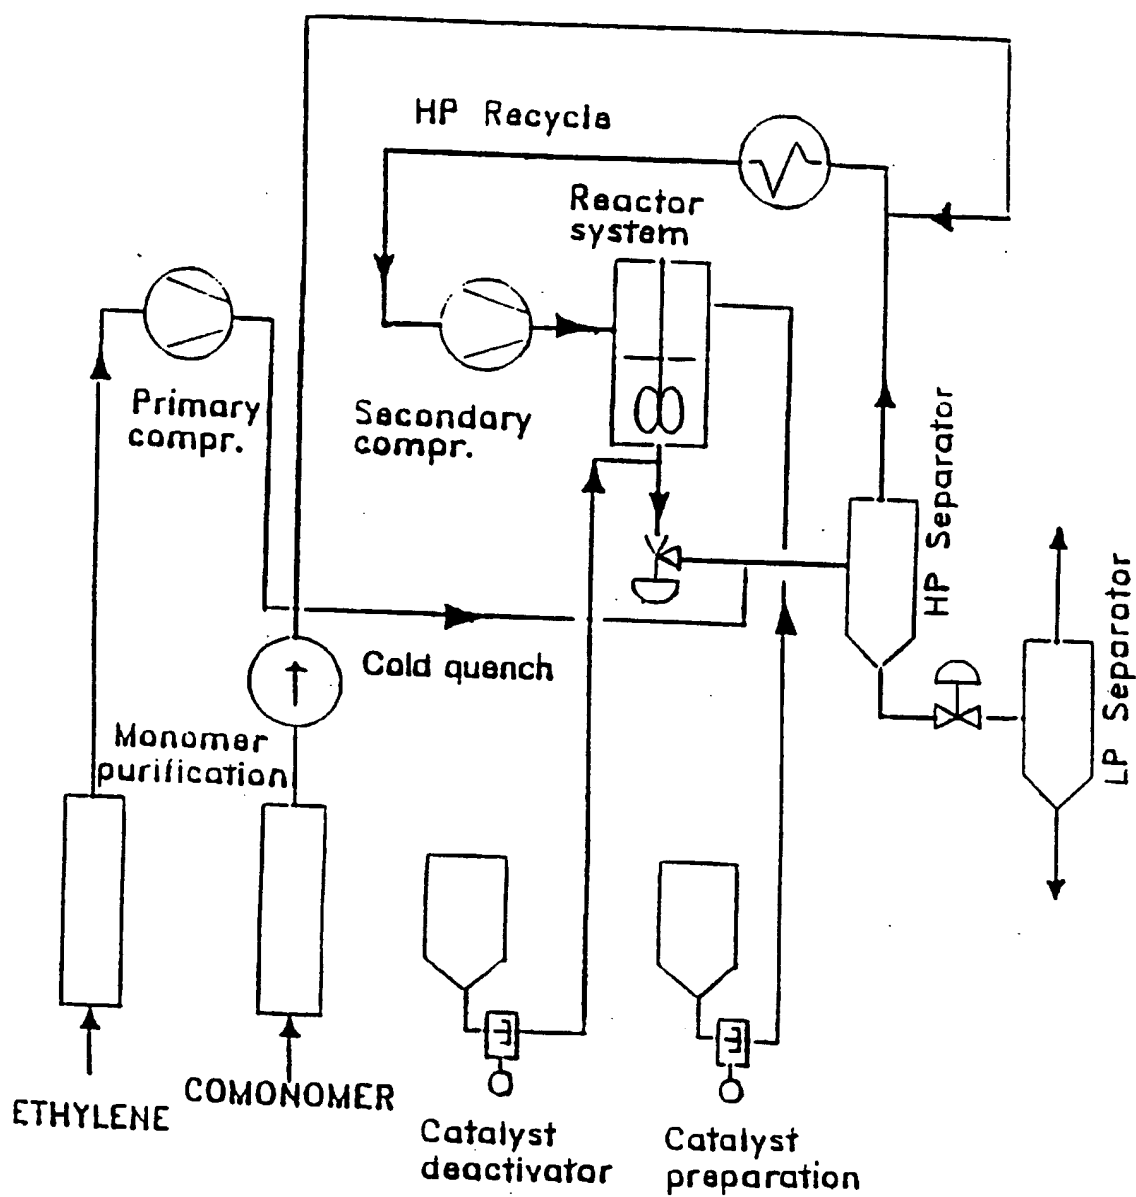 HP Recycle
Reactor
system
Primary
compr.
Secondary
compr.
HP Separator
LP Separator
Cold quench
Monomer
purification
ETHYLENE
COMONOMER
Catalyst
deactivator
Catalyst
preparation